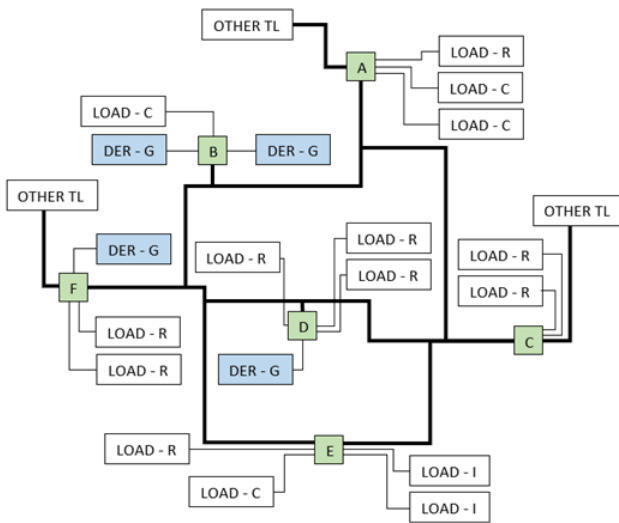 OTHER TL
LOAD - R
A
LOAD - C
LOAD - C
LOAD - C
DER - G
B
DER - G
OTHER TL
OTHER TL
DER - G
LOAD - R
LOAD - R
LOAD - R
LOAD - R
LOAD - R
F
D
C
LOAD - R
LOAD - R
DER - G
LOAD - R
E
LOAD - I
LOAD - C
LOAD - I